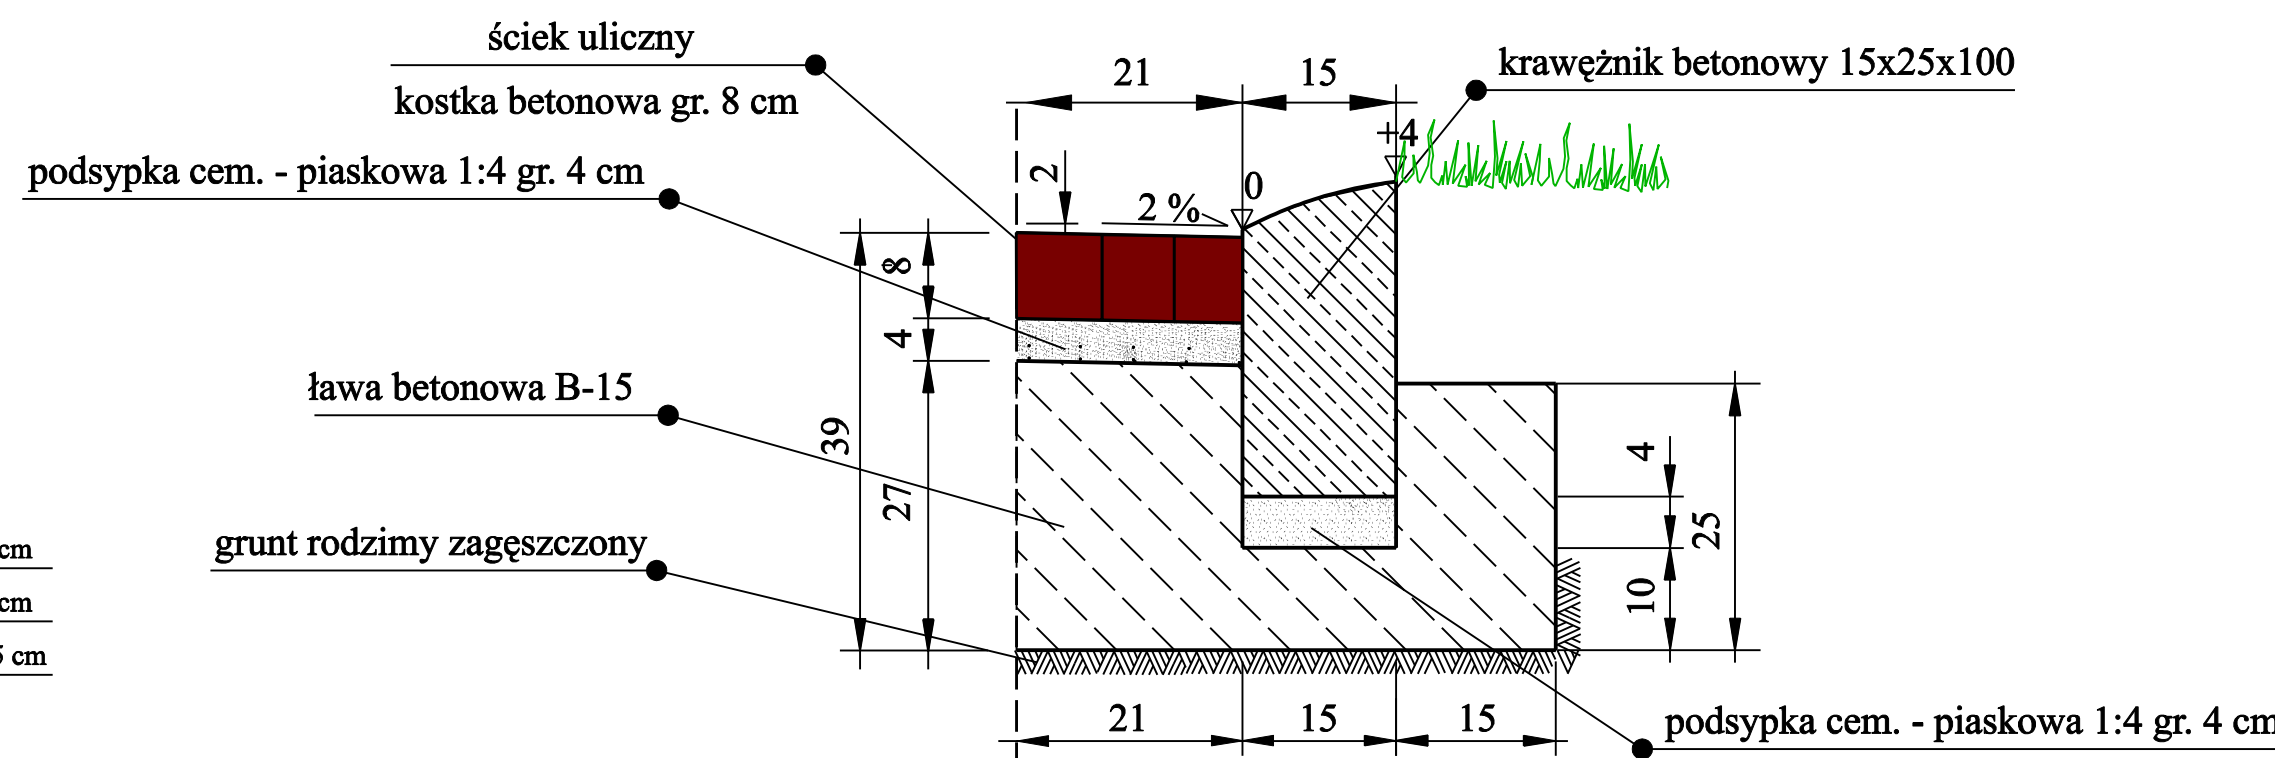 ściek uliczny
kostka betonowa gr. 8 cm
podsypka cem. - piaskowa 1:4 gr. 4 cm
ława betonowa B-15
grunt rodzimy zagęszczony
cm
cm
5 cm
21
15
krawężnik betonowy 15x25x100
+4
0
2
2 %
8
4
39
27
4
25
10
21
15
15
podsypka cem. - piaskowa 1:4 gr. 4 cm